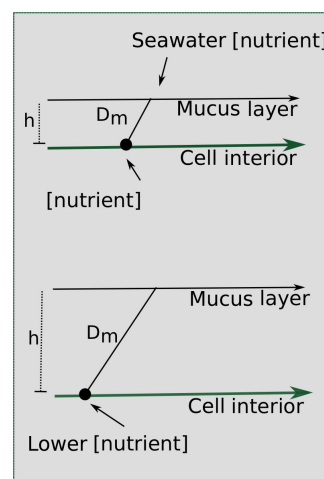 Seawater [nutrient]
Dm
Mucus layer
h
Cell interior
[nutrient]
Mucus layer
Dm
h
Cell interior
Lower [nutrient]